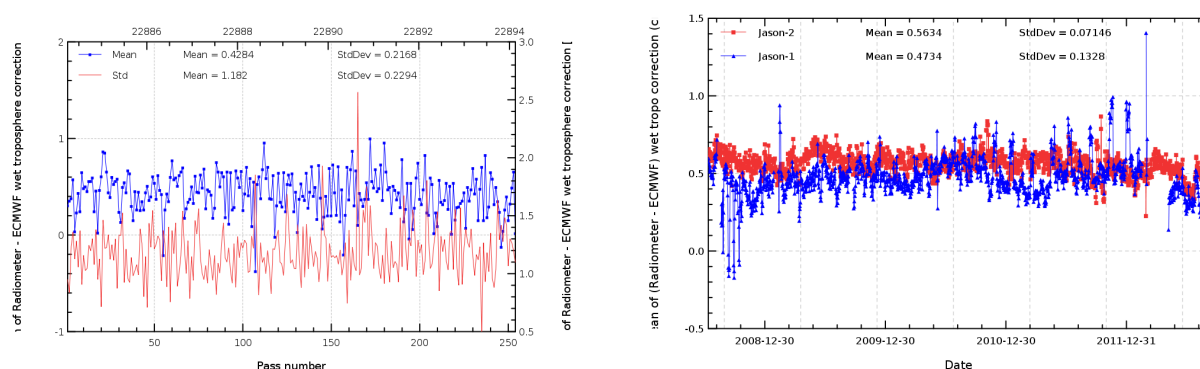 22886 22888 22890 22892 22894
Mean Mean = 0.4284 StdDev = 0.2168
Std Mean = 1.182 StdDev = 0.2294
2
1
0
-1
3.0
2.5
2.0
1.5
1.0
0.5
50 100 150 200 250
Pass number
of Radiometer - ECMWF wet troposphere correction
of Radiometer - ECMWF wet troposphere correction [
Jason-2 Mean = 0.5634 StdDev = 0.07146
Jason-1 Mean = 0.4734 StdDev = 0.1328
1.5
1.0
0.5
0.0
-0.5
2008-12-30 2009-12-30 2010-12-30 2011-12-31
Date
of (Radiometer - ECMWF) wet tropo correction (c